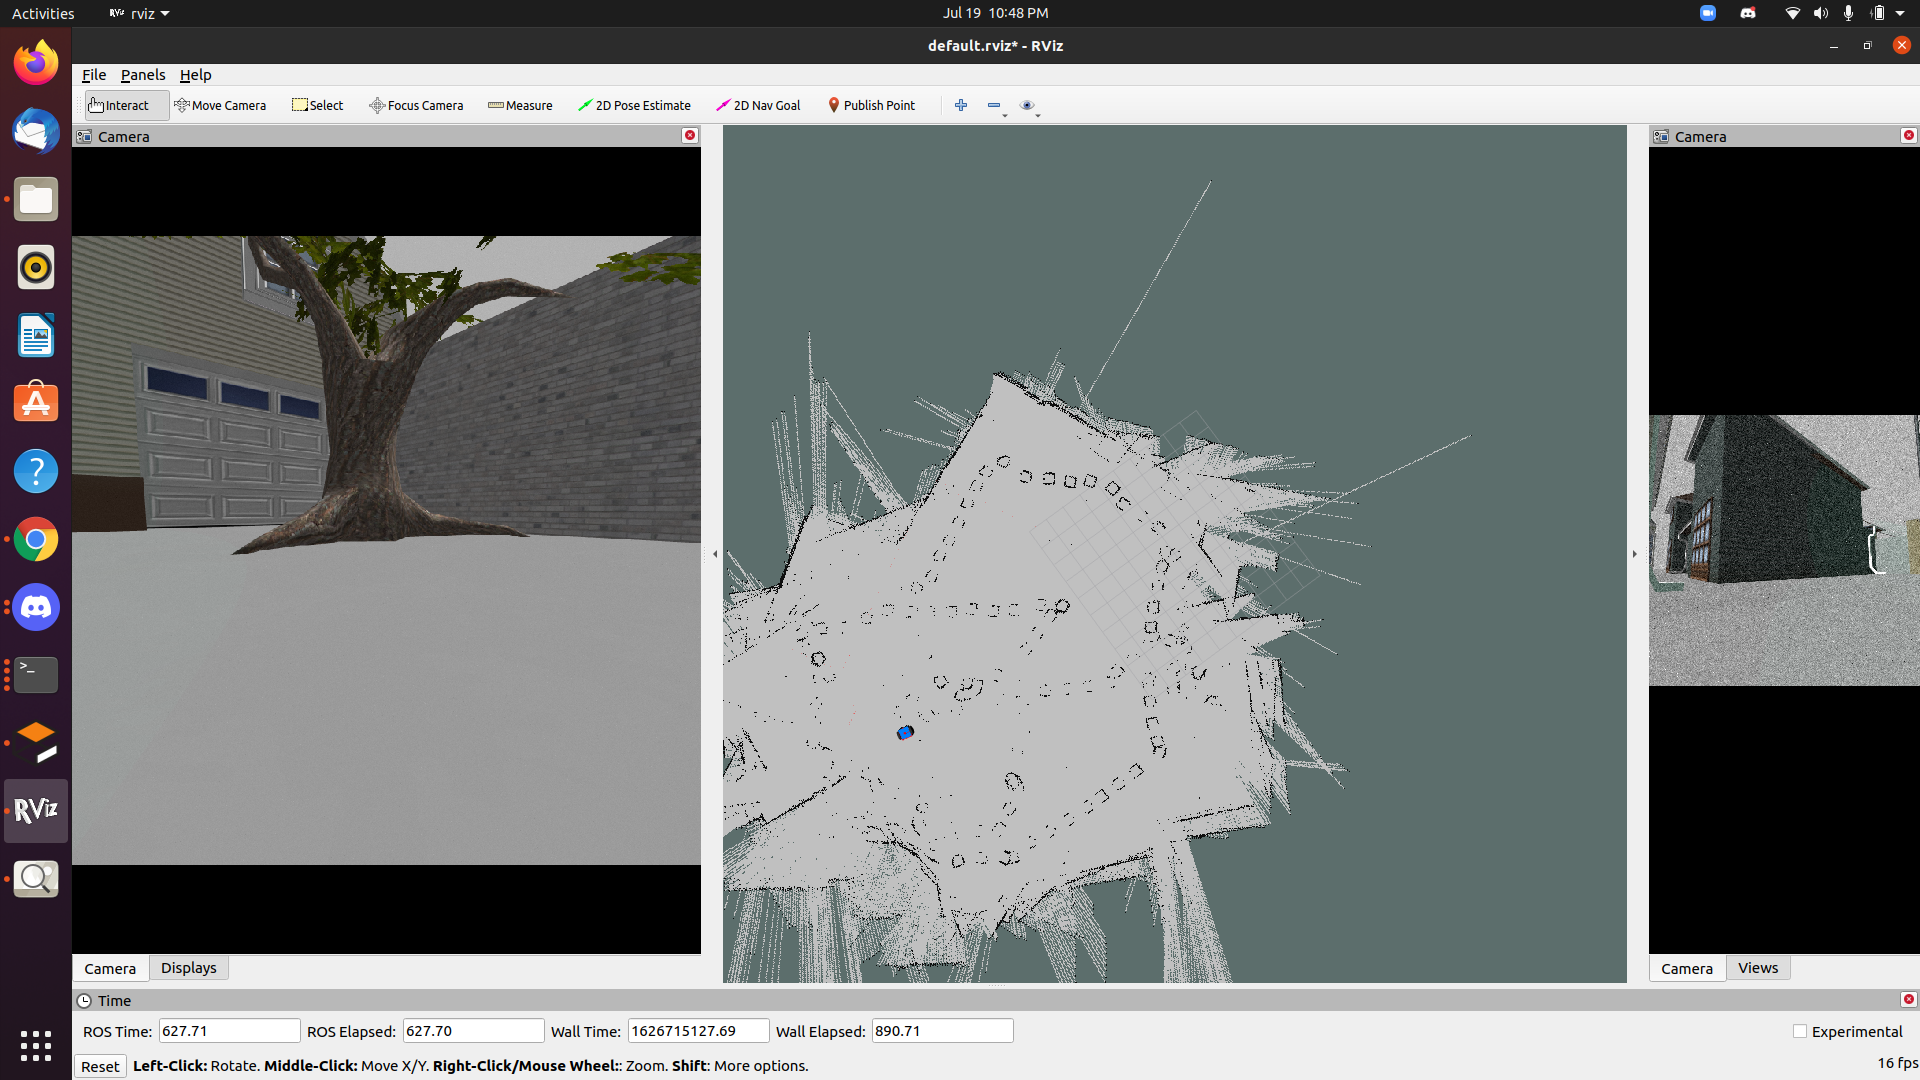 Activities
RViz rviz
Jul 19 10:48 PM
default.rviz* - RViz
File Panels Help
Interact Move Camera Select Focus Camera Measure 2D Pose Estimate 2D Nav Goal Publish Point
Camera
Camera
?
>_
RViz
Camera Displays
Camera Views
Time
ROS Time: 627.71 ROS Elapsed: 627.70 Wall Time: 1626715127.69 Wall Elapsed: 890.71 Experimental
Reset Left-Click: Rotate. Middle-Click: Move X/Y. Right-Click/Mouse Wheel:: Zoom. Shift: More options. 16 fps